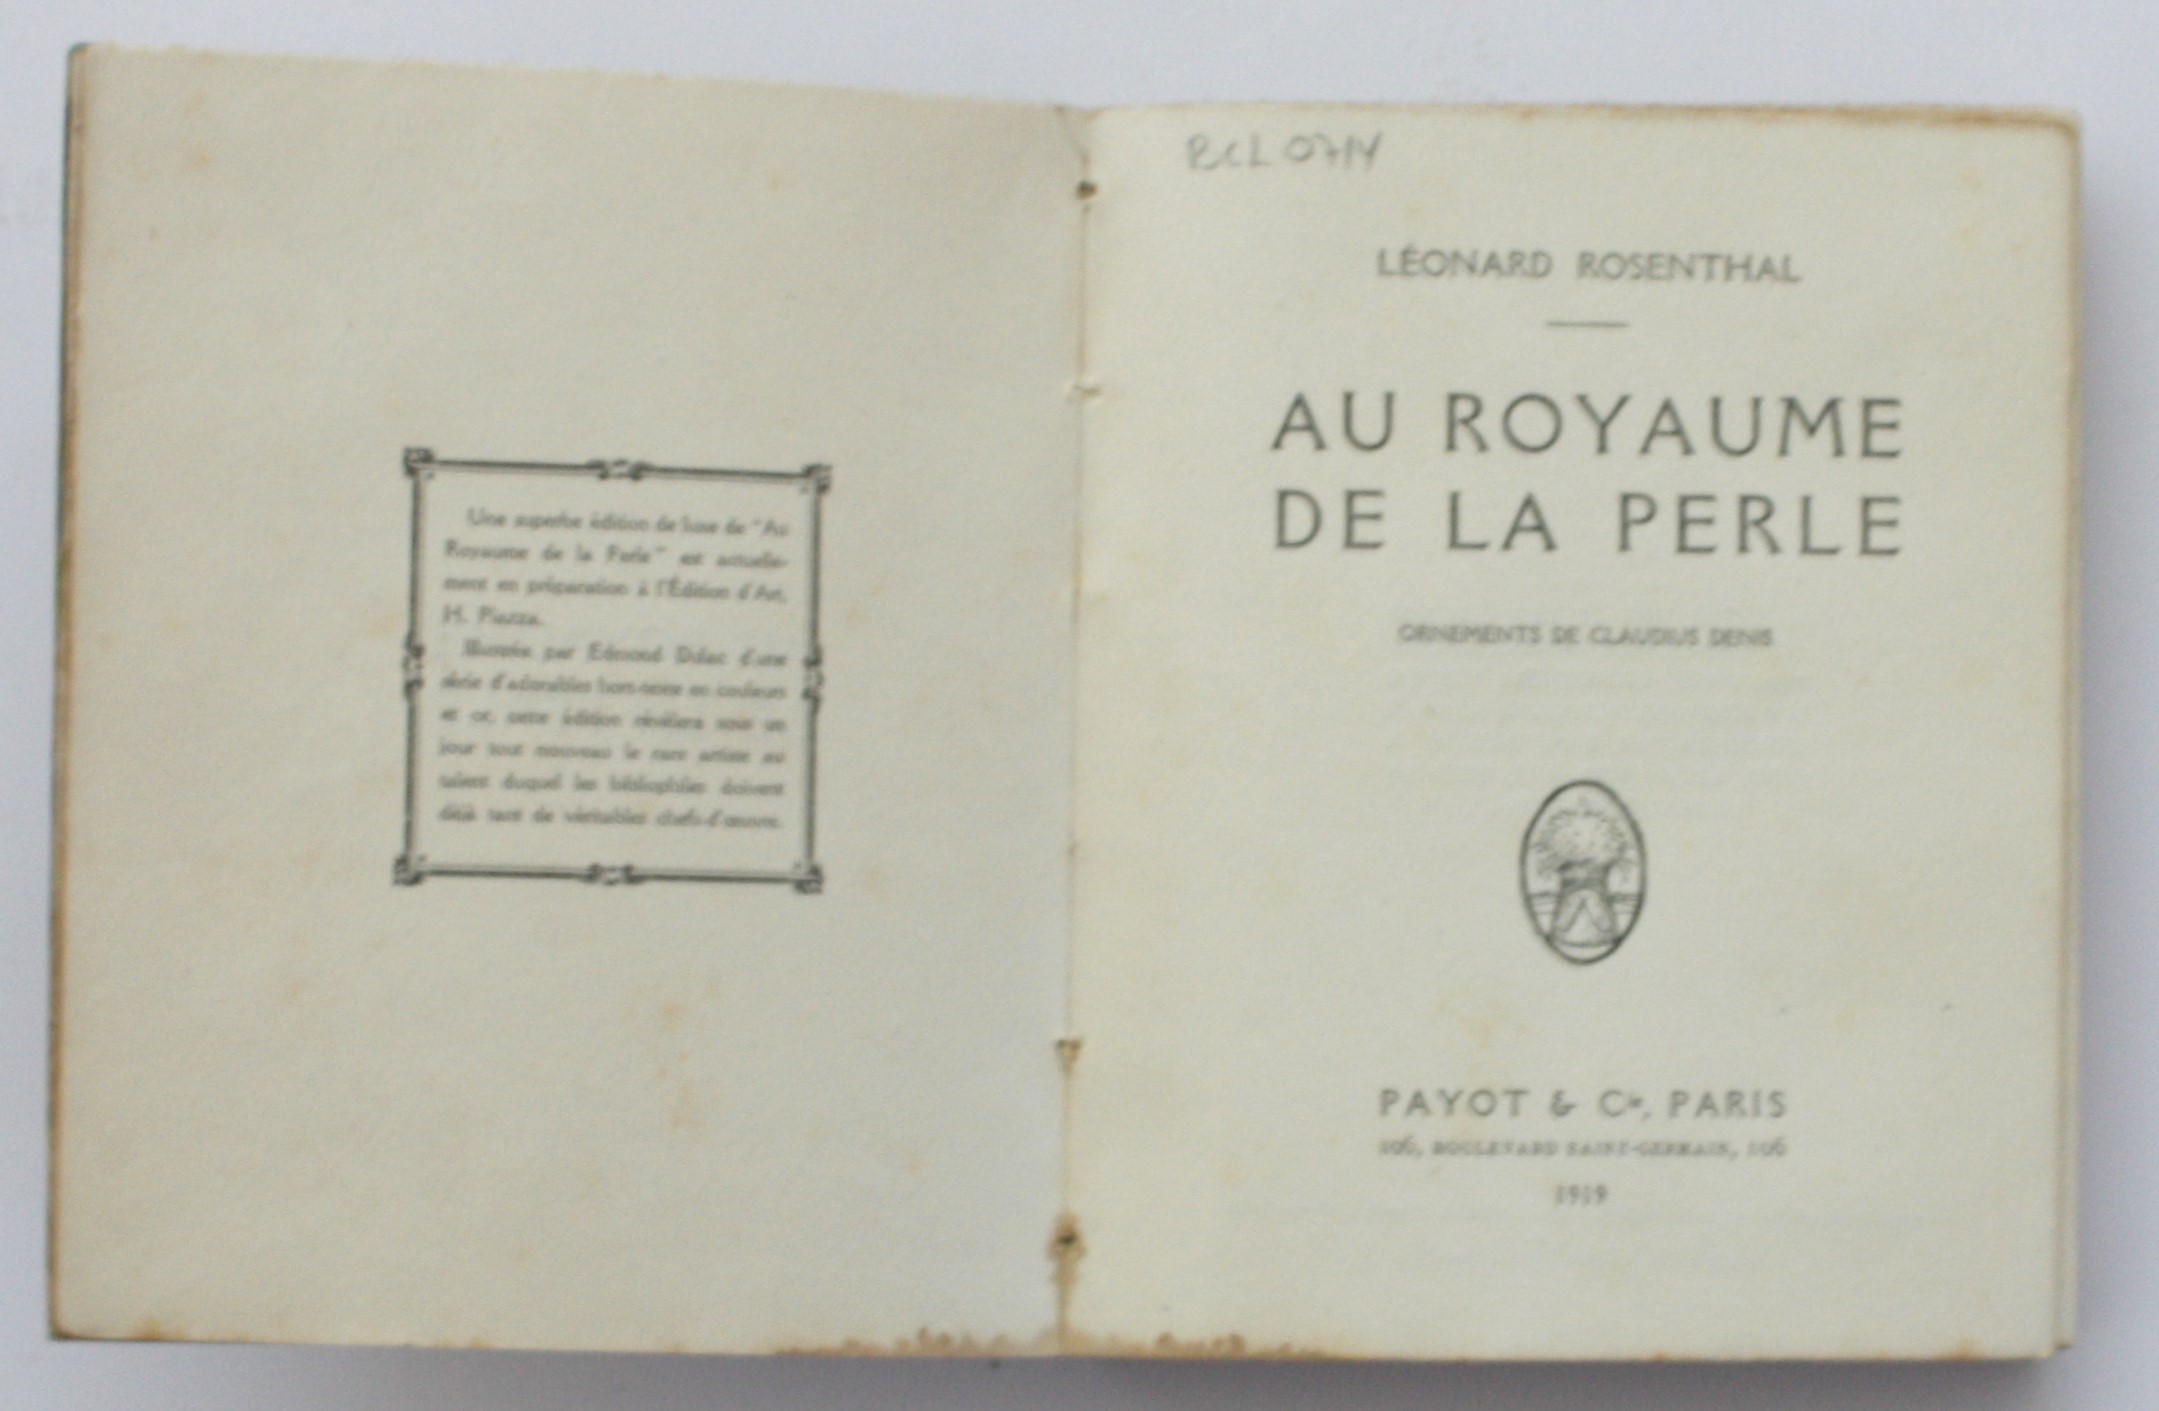 Une superbe édition de luxe de "Au
Royaume de la Perle" est actuelle-
ment en préparation à l'Édition d'Art,
H. Piazza.
Illustrée par Edmond Dulac d'une
série d'adorables hors-texte en couleurs
et or, cette édition révélera sous un
jour tout nouveau le rare artiste au
talent duquel les bibliophiles doivent
déjà tant de véritables chefs-d'œuvre.
BCL 0714
LÉONARD ROSENTHAL
AU ROYAUME
DE LA PERLE
ORNEMENTS DE CLAUDIUS DENIS
PAYOT & Cie, PARIS
106, BOULEVARD SAINT-GERMAIN, 106
1919